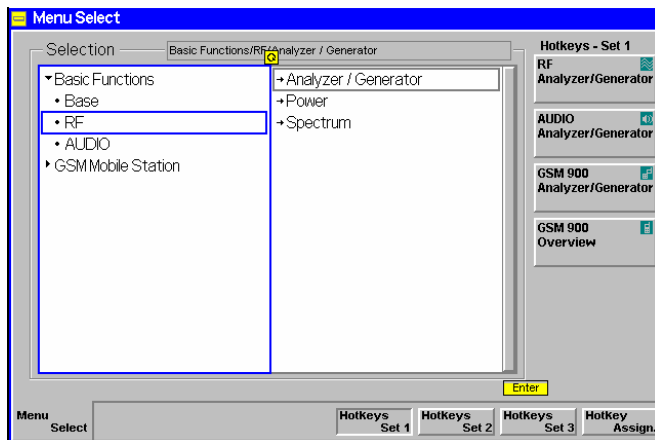 Menu Select
Selection
Basic Functions/RF/Analyzer / Generator
Q
Basic Functions
Base
RF
AUDIO
GSM Mobile Station
Analyzer / Generator
Power
Spectrum
Enter
Hotkeys - Set 1
RF
Analyzer/Generator
AUDIO
Analyzer/Generator
GSM 900
Analyzer/Generator
GSM 900
Overview
Menu
Select
Hotkeys
Set 1
Hotkeys
Set 2
Hotkeys
Set 3
HotKey
Assign.